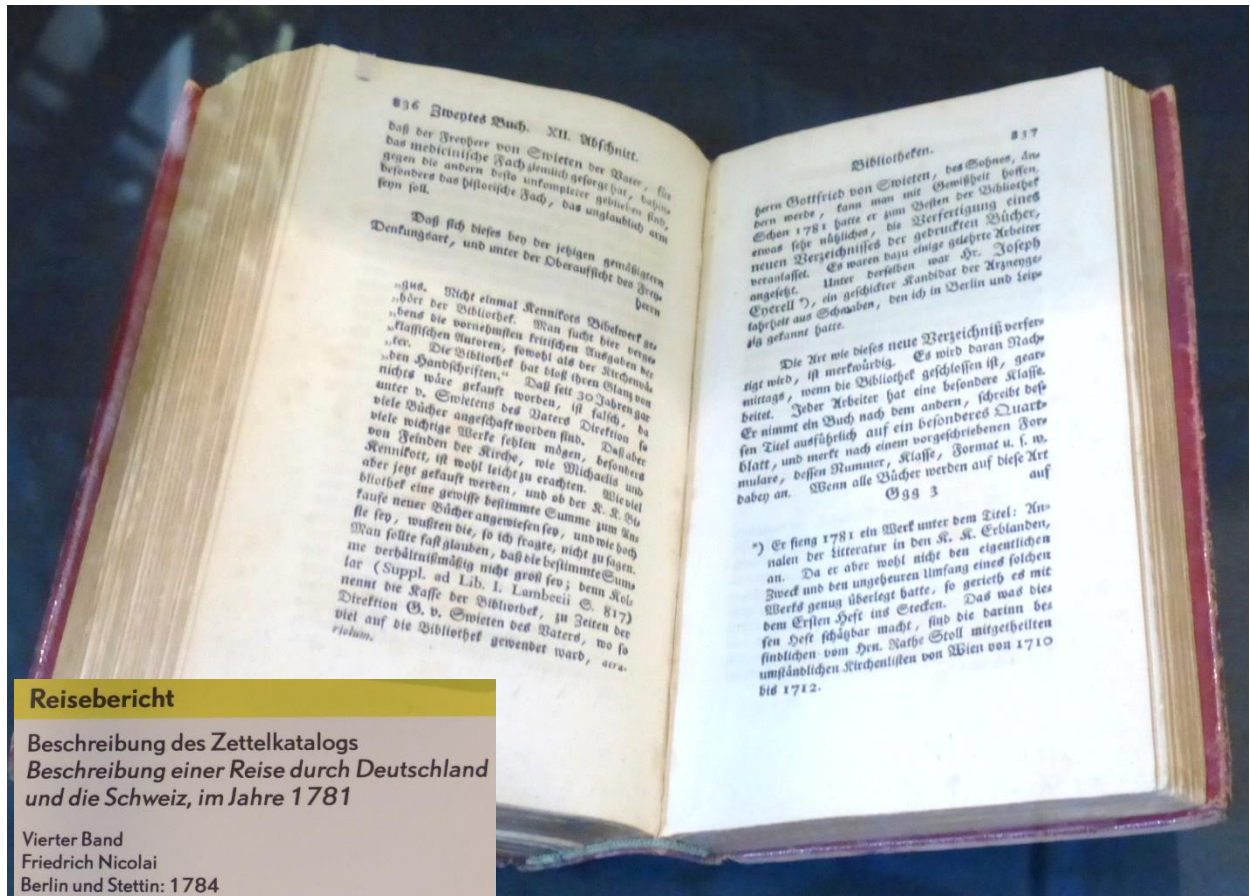 836 Zweytes Buch. XII. Abschnitt.
daß der Freyherr von Swieten der Vater, für
das medicinische Fach ziemlich gesorgt hat, dahin-
gegen die andern desto unkompleter geblieben sind,
besonders das historische Fach, das unglaublich arm
seyn soll.
Daß sich dieses bey der jetzigen gemäßigtern
Denkungsart, und unter der Oberaufsicht des Frey-
herrn
„gus. Nicht einmal Kennikots Bibelwerk ge-
„hört der Bibliothek. Man sucht hier verge-
„bens die vornehmsten kritischen Ausgaben der
„klassischen Autoren, sowohl als der Kirchenvä-
„ter. Die Bibliothek hat bloß ihren Glanz von
„den Handschriften.“ Daß seit 30 Jahren gar
nichts wäre gekauft worden, ist falsch, da
unter v. Swietens des Vaters Direktion so
viele Bücher angeschaft worden sind. Daß aber
viele wichtige Werke fehlen mögen, besonders
von Feinden der Kirche, wie Michaelis und
Kennikott, ist wohl leicht zu erachten. Wie viel
aber jetzt gekauft werden, und ob der K. K. Bi-
bliothek eine gewisse bestimmte Summe zum An-
kaufe neuer Bücher angewiesen sey, und wie hoch
sie sey, wußten die, so ich fragte, nicht zu sagen.
Man sollte fast glauben, daß die bestimmte Sum-
me verhältnißmäßig nicht groß sey; denn Kol-
lar (Suppl. ad Lib. I. Lambecii S. 817)
nennt die Kasse der Bibliothek, zu Zeiten der
Direktion G. v. Swieten des Vaters, wo so
viel auf die Bibliothek gewendet ward, aera-
riolum.
837
Bibliotheken.
herrn Gottfried von Swieten, des Sohnes, än-
dern werde, kann man mit Gewißheit hoffen.
Schon 1781 hatte er zum Besten der Bibliothek
etwas sehr nützliches, die Verfertigung eines
neuen Verzeichnisses der gedruckten Bücher,
veranlasset. Es waren dazu einige gelehrte Arbeiter
angesetzt. Unter derselben war Hr. Joseph
Eyerell *), ein geschickter Kandidat der Arzneyge-
lahrheit aus Schwaben, den ich in Berlin und Leip-
zig gekannt hatte.
Die Art wie dieses neue Verzeichniß verfer-
tigt wird, ist merkwürdig. Es wird daran Nach-
mittags, wenn die Bibliothek geschlossen ist, gear-
beitet. Jeder Arbeiter hat eine besondere Klasse.
Er nimmt ein Buch nach dem andern, schreibt des-
sen Titel ausführlich auf ein besonderes Quart-
blatt, und merkt nach einem vorgeschriebenen For-
mulare, dessen Nummer, Klasse, Format u. s. w.
dabey an. Wenn alle Bücher werden auf diese Art
Ggg 3 auf
*) Er fieng 1781 ein Werk unter dem Titel: An-
nalen der Litteratur in den K. K. Erblanden,
an. Da er aber wohl nicht den eigentlichen
Zweck und den ungeheuren Umfang eines solchen
Werks genug überlegt hatte, so gerieth es mit
dem Ersten Heft ins Stecken. Das was die-
sen Heft schätzbar macht, sind die darinn be-
findlichen vom Hrn. Rathe Stoll mitgetheilten
umständlichen Kirchenlisten von Wien von 1710
bis 1712.
Reisebericht
Beschreibung des Zettelkatalogs
Beschreibung einer Reise durch Deutschland
und die Schweiz, im Jahre 1781
Vierter Band
Friedrich Nicolai
Berlin und Stettin: 1784